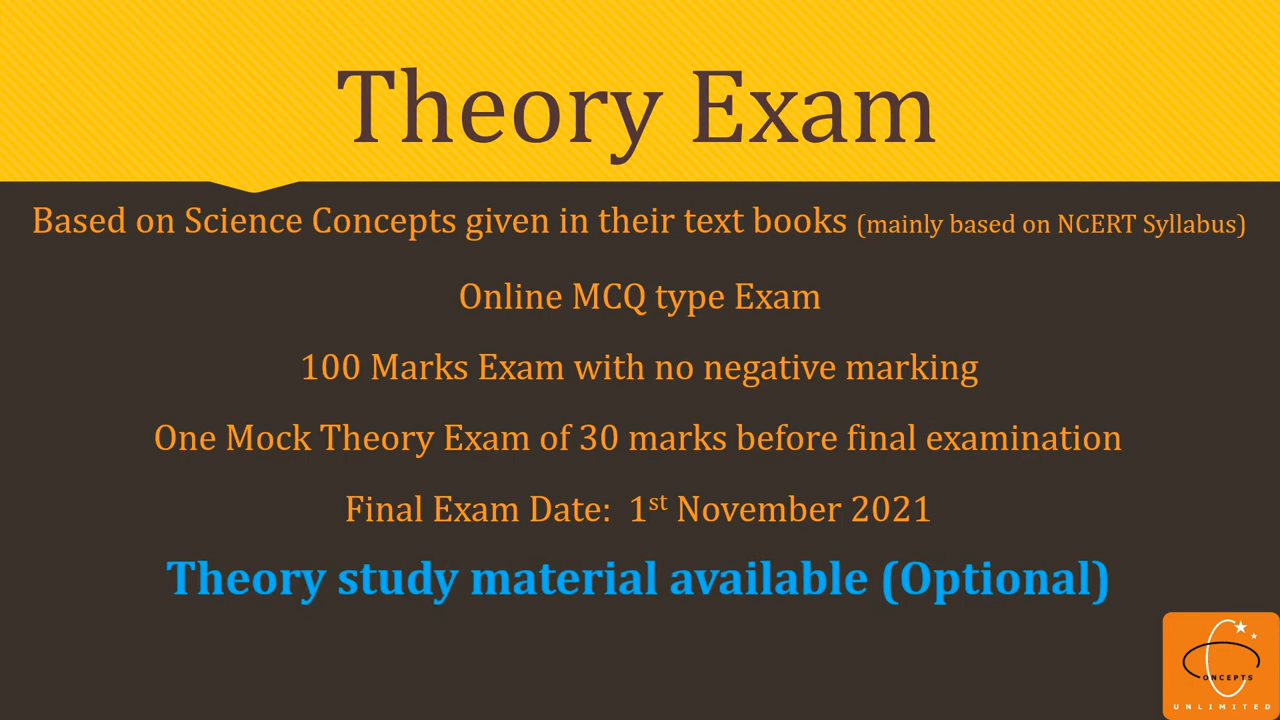 Theory Exam
Based on Science Concepts given in their text books (mainly based on NCERT Syllabus)
Online MCQ type Exam
100 Marks Exam with no negative marking
One Mock Theory Exam of 30 marks before final examination
Final Exam Date:  1st November 2021
Theory study material available (Optional)
ONCEPTS
UNLIMITED